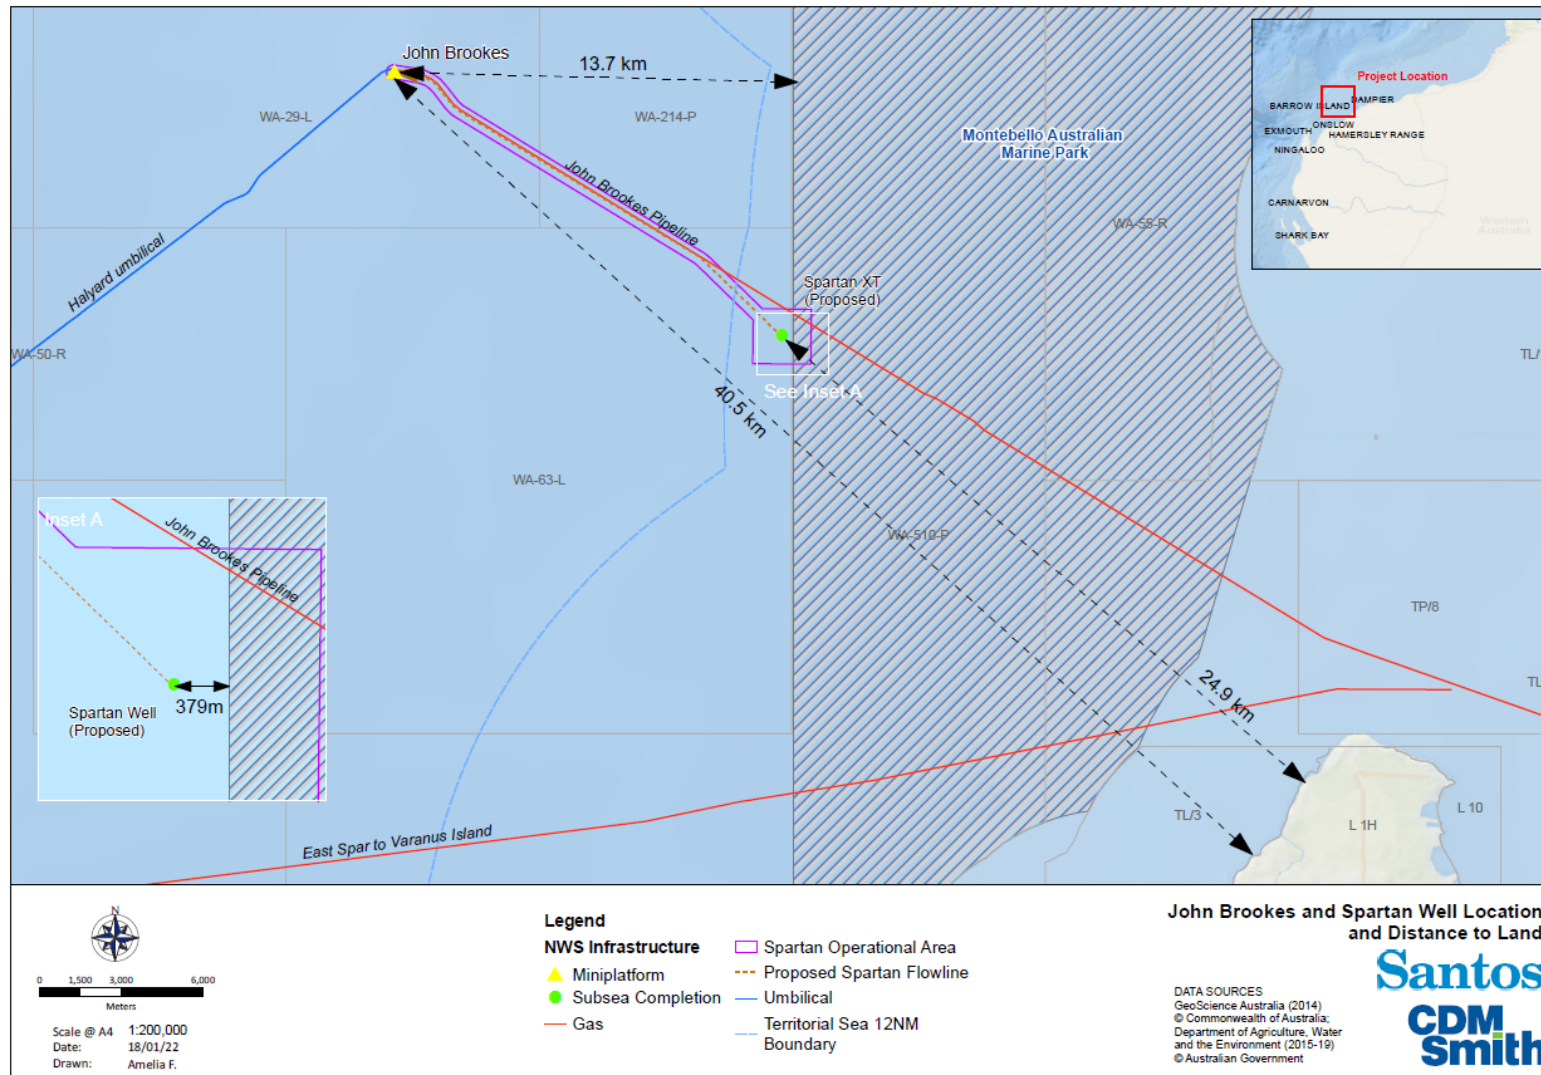 John Brookes
13.7 km
WA-29-L
WA-214-P
Montebello Australian
Marine Park
Project Location
BARROW ISLAND
DAMPIER
ONSLOW
EXMOUTH
HAMERSLEY RANGE
NINGALOO
CARNARVON
SHARK BAY
Western
Australia
John Brookes Pipeline
WA-55-R
Halyard umbilical
Spartan XT
(Proposed)
WA-50-R
TL/
See Inset A
40.5 km
WA-63-L
WA-510-P
Inset A
John Brookes Pipeline
379m
Spartan Well
(Proposed)
TP/8
24.9 km
TL
TL/3
L 10
L 1H
East Spar to Varanus Island
N
0 1,500 3,000 6,000
Meters
Scale @ A4 1:200,000
Date: 18/01/22
Drawn: Amelia F.
Legend
NWS Infrastructure
Miniplatform
Subsea Completion
Gas
Spartan Operational Area
Proposed Spartan Flowline
Umbilical
Territorial Sea 12NM
Boundary
John Brookes and Spartan Well Location
and Distance to Land
Santos
DATA SOURCES
GeoScience Australia (2014)
© Commonwealth of Australia;
Department of Agriculture, Water
and the Environment (2015-19)
© Australian Government
CDM
Smith